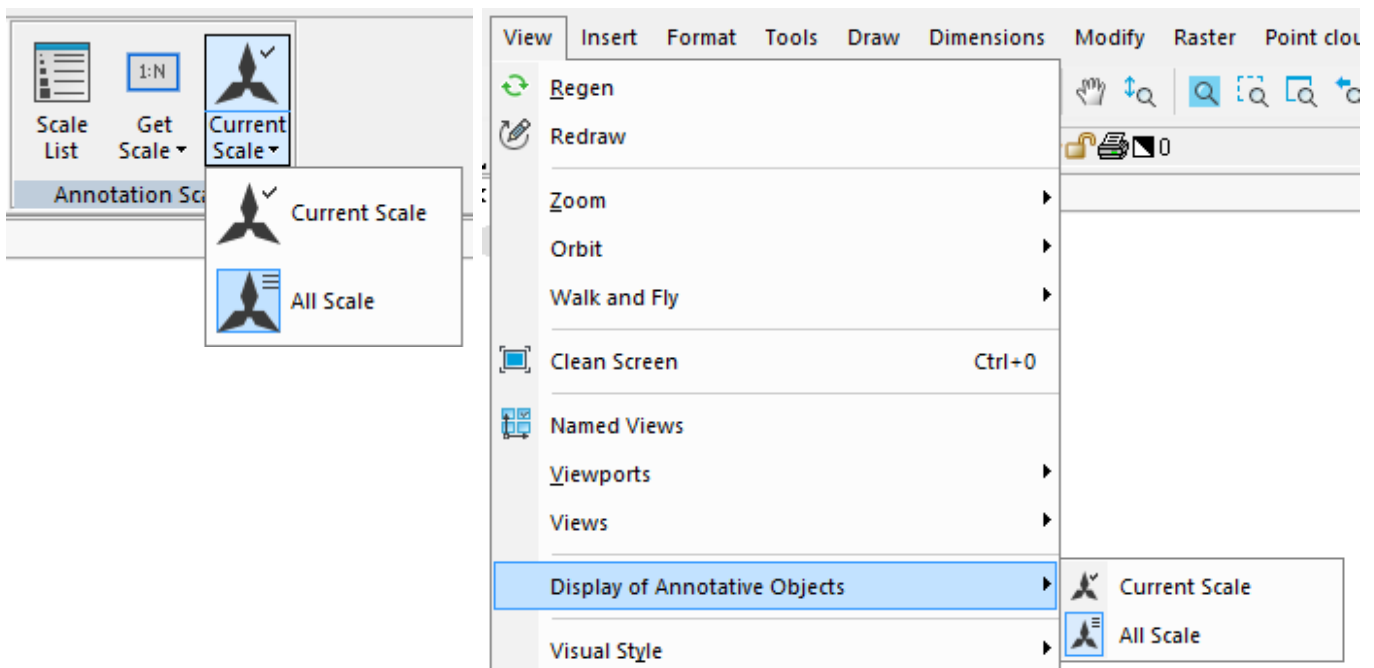 1:N
Scale List
Get Scale
Current Scale
Annotation Sca
Current Scale
All Scale
View Insert Format Tools Draw Dimensions Modify Raster Point clou
Regen
Redraw
0
Zoom
Orbit
Walk and Fly
Clean Screen Ctrl+0
Named Views
Viewports
Views
Display of Annotative Objects
Current Scale
All Scale
Visual Style